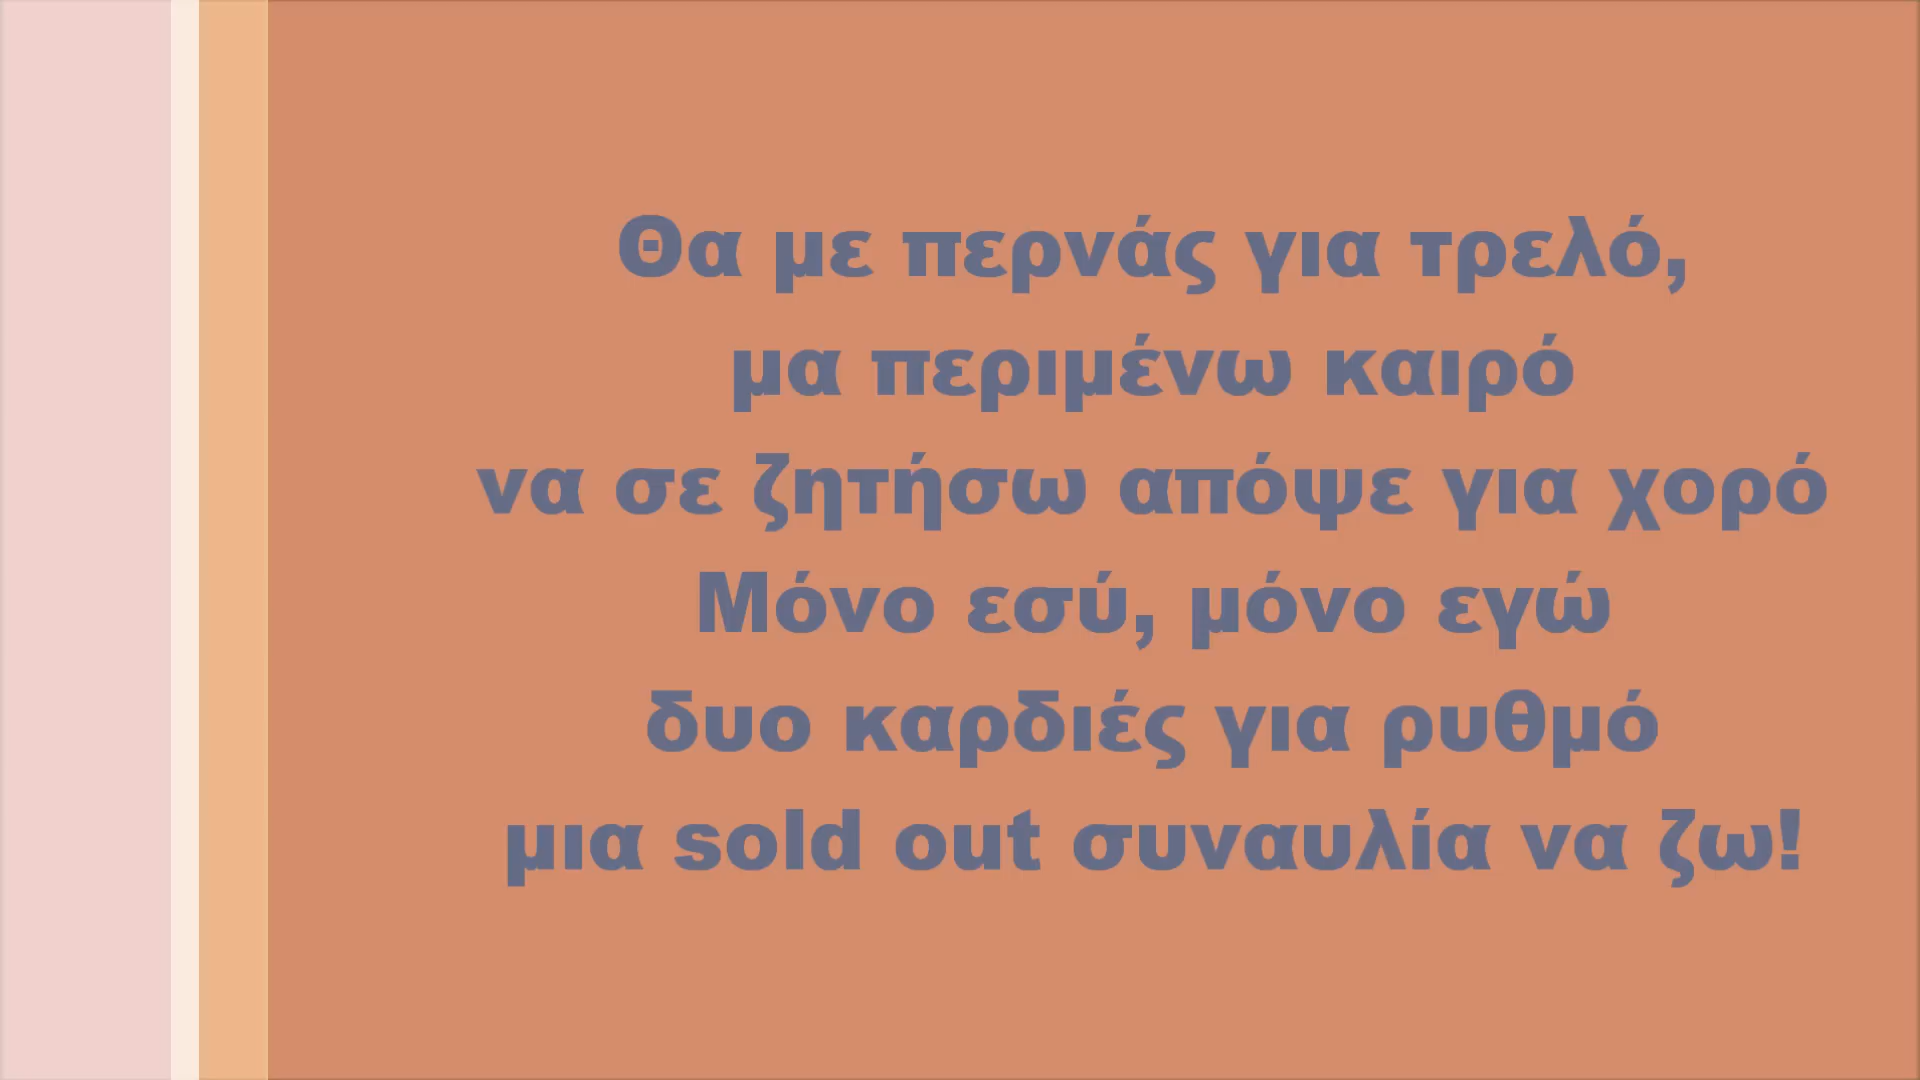 Θα με περνάς για τρελό,
μα περιμένω καιρό
να σε ζητήσω απόψε για χορό
Μόνο εσύ, μόνο εγώ
δυο καρδιές για ρυθμό
μια sold out συναυλία να ζω!